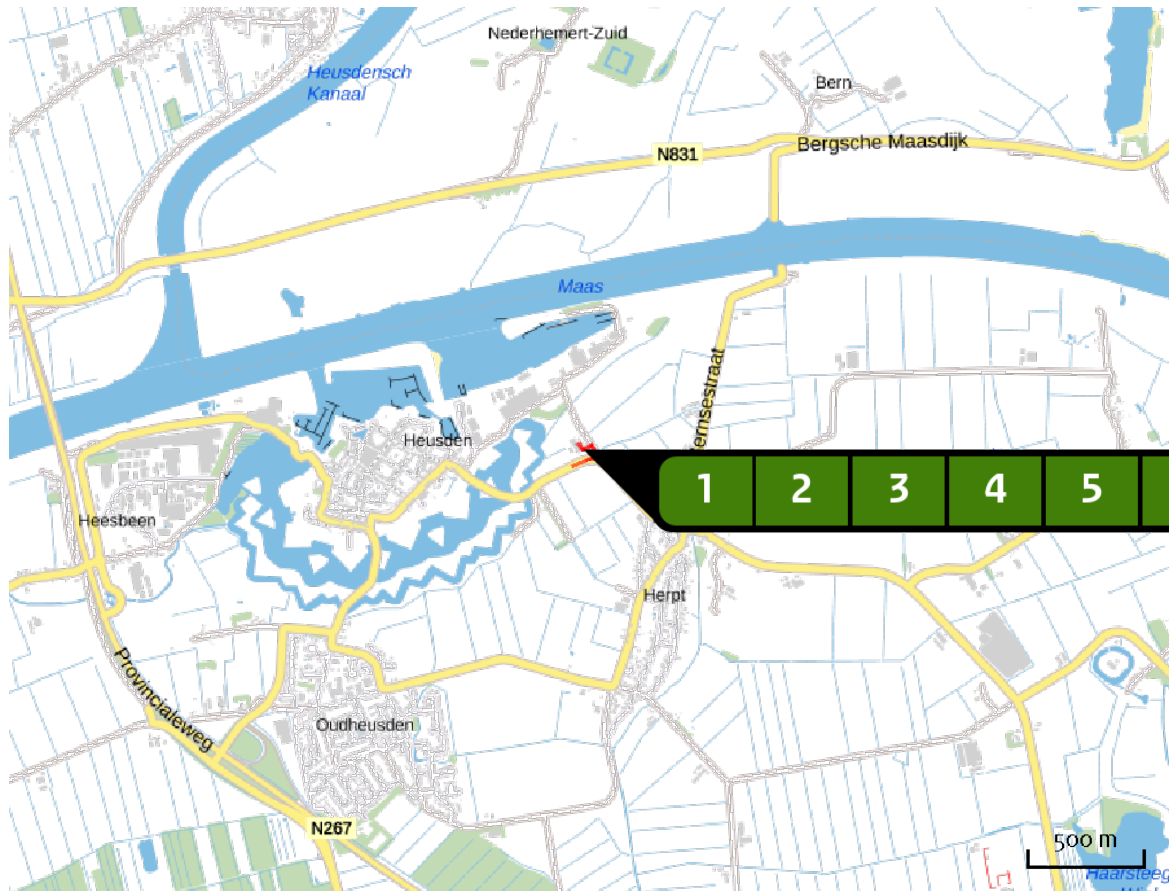 Nederhemert-Zuid
Heusdensch
Kanaal
Bern
N831
Bergsche Maasdijk
Maas
Heusden
1 2 3 4 5
Heesbeen
Herpt
Provincialeweg
Oudheusden
N267
500 m